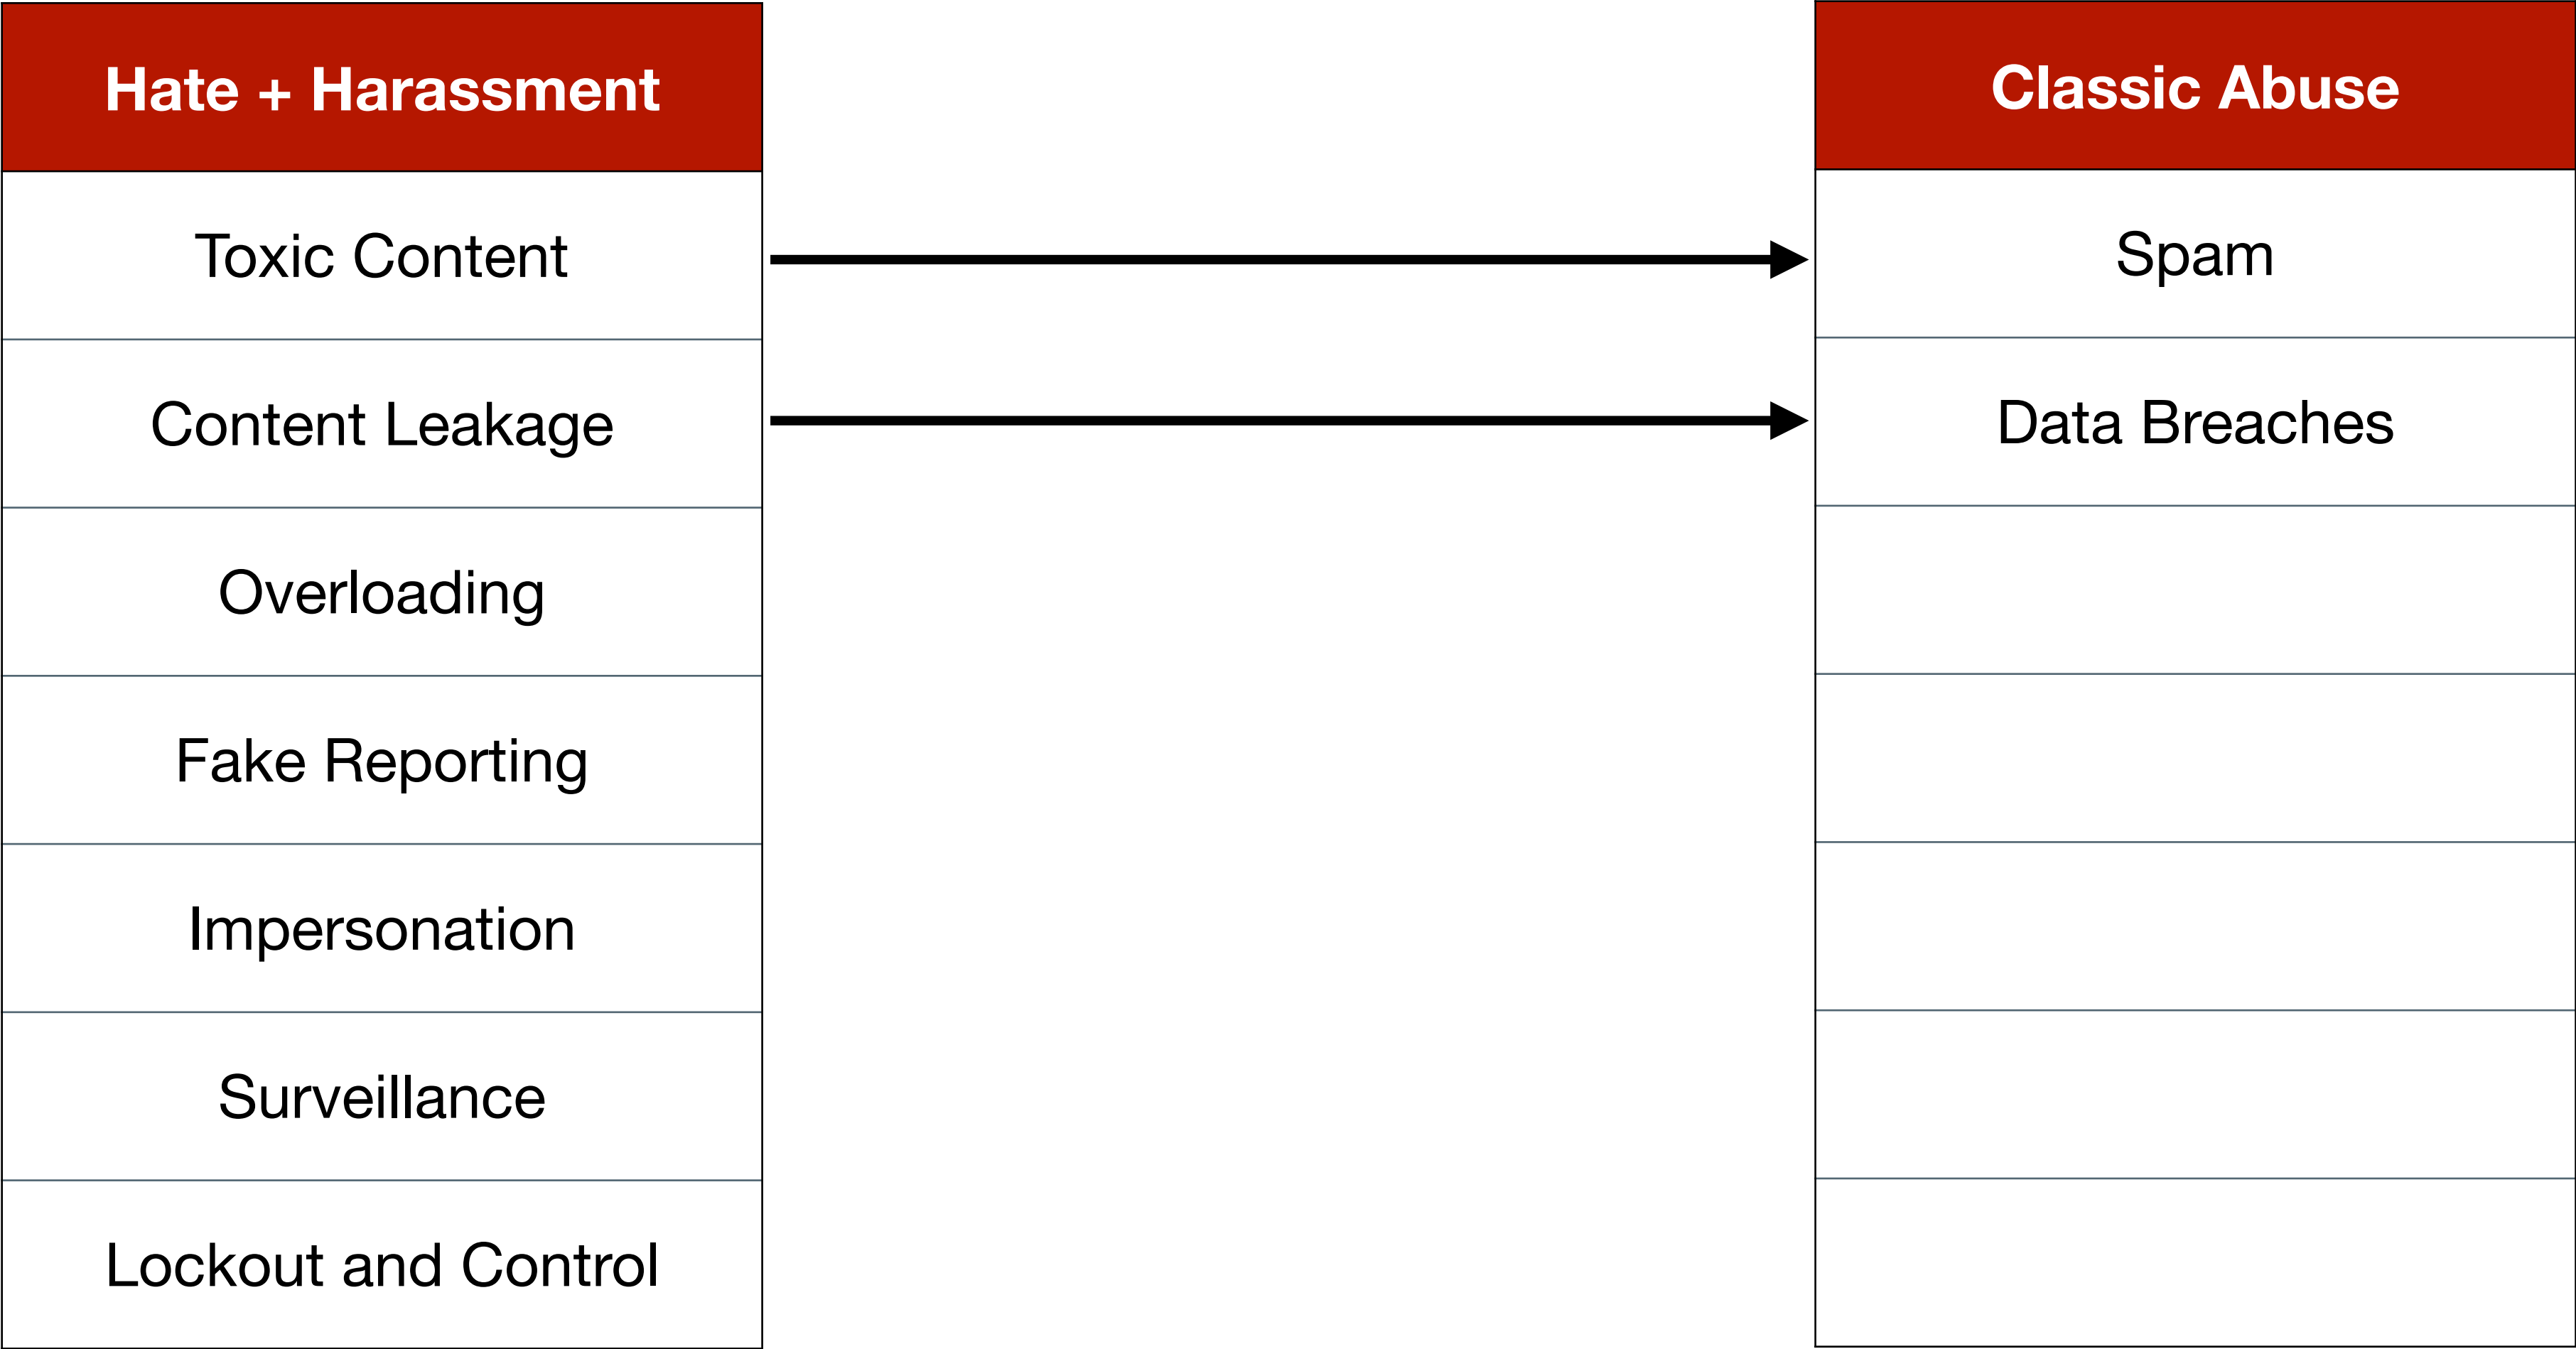 Hate + Harassment
Toxic Content
Content Leakage
Overloading
Fake Reporting
Impersonation
Surveillance
Lockout and Control
Classic Abuse
Spam
Data Breaches